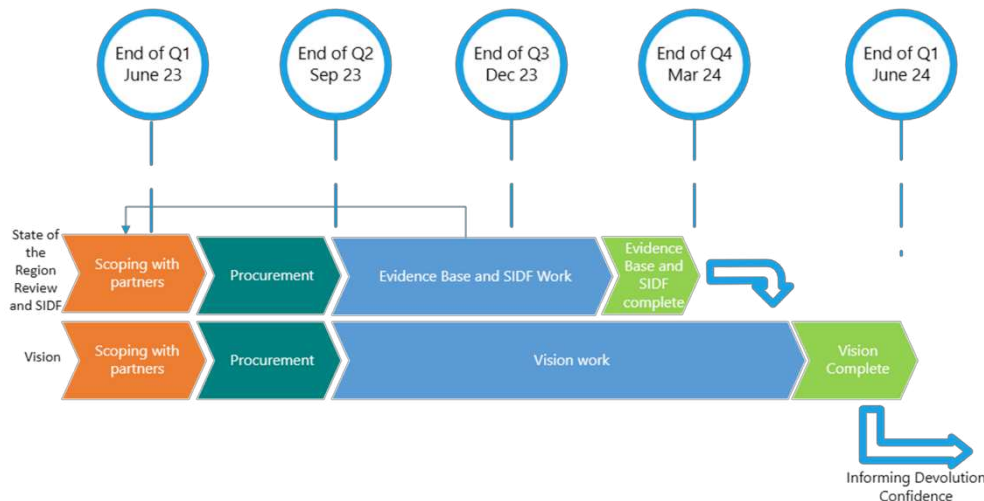 End of Q1
June 23
End of Q2
Sep 23
End of Q3
Dec 23
End of Q4
Mar 24
End of Q1
June 24
State of
the
Region
Review
and SIDF
Scoping with
partners
Procurement
Evidence Base and SIDF Work
Evidence
Base and
SIDF
complete
Vision
Scoping with
partners
Procurement
Vision work
Vision
Complete
Informing Devolution
Confidence